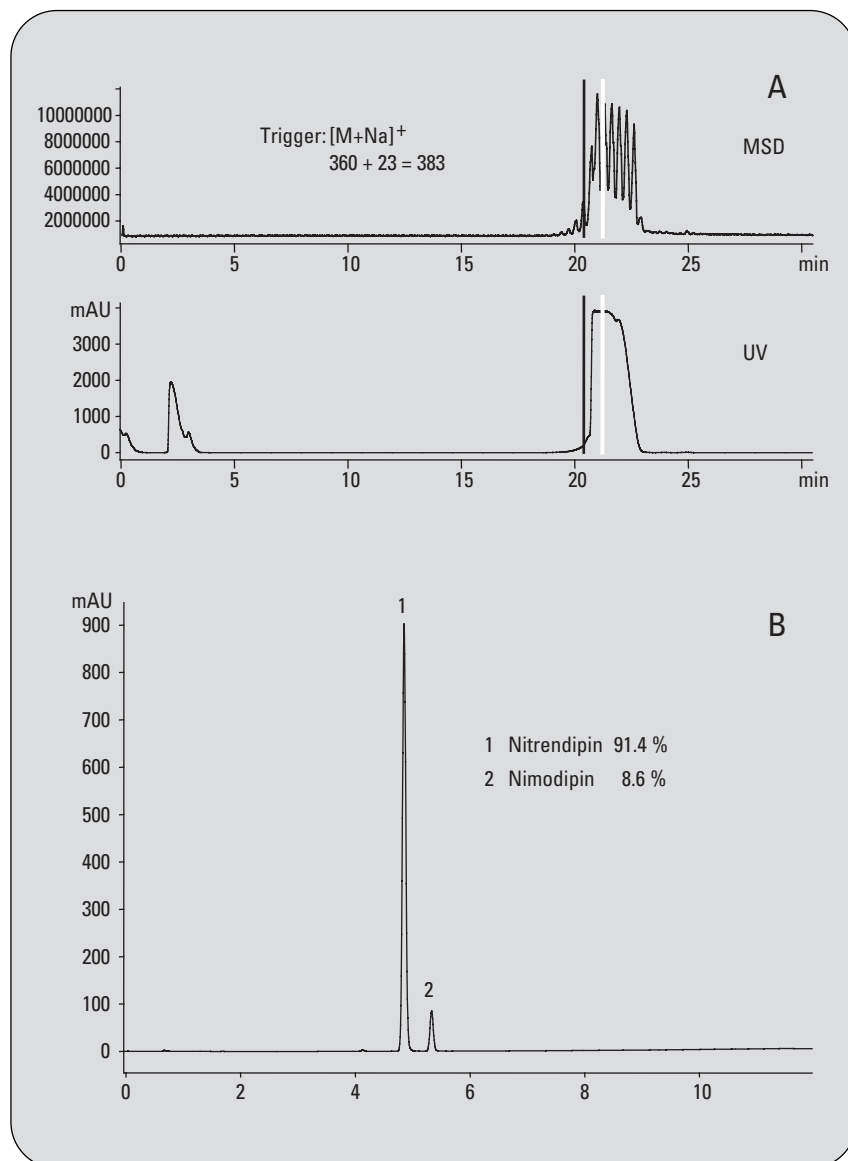 A
10000000
8000000
6000000
4000000
2000000
Trigger: [M+Na]+
360 + 23 = 383
MSD
0 5 10 15 20 25 min
mAU
3000
2000
1000
0
UV
0 5 10 15 20 25 min
mAU
900
800
700
600
500
400
300
200
100
0
1
B
1 Nitrendipin 91.4 %
2 Nimodipin 8.6 %
2
0 2 4 6 8 10